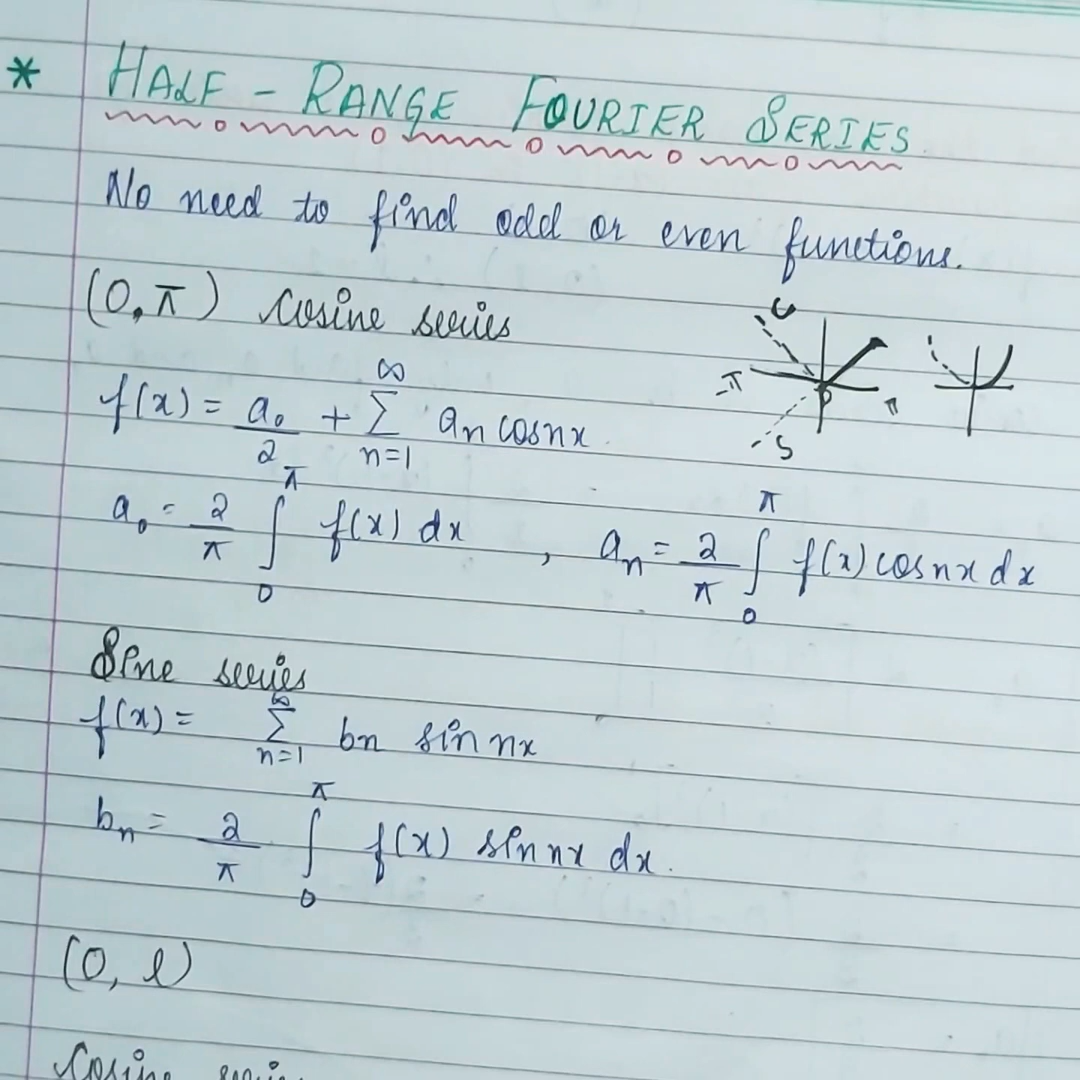 * HALF - RANGE FOURIER SERIES
No need to find odd or even functions.
(0, π) Cosine series
f(x) = a₀/2 + ∞∑n=1 aₙ cos nx
-π π
C
S
a₀ = 2/π ∫₀^π f(x) dx , aₙ = 2/π ∫₀^π f(x) cos nx dx
Sine series
f(x) = ∞∑n=1 bn sin nx
bₙ = 2/π ∫₀^π f(x) sin nx dx.
(0, l)
Cosine series